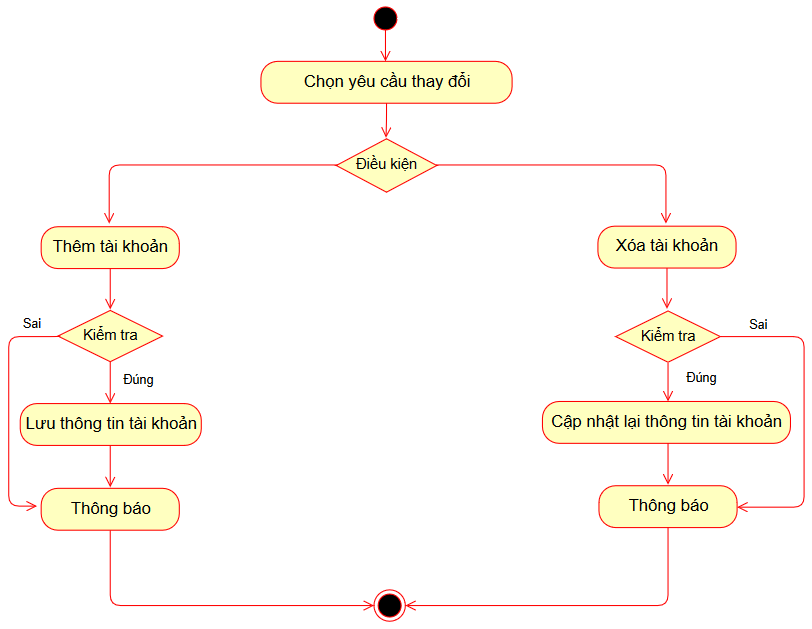 Chọn yêu cầu thay đổi
Điều kiện
Thêm tài khoản
Xóa tài khoản
Sai
Kiểm tra
Kiểm tra
Sai
Đúng
Đúng
Lưu thông tin tài khoản
Cập nhật lại thông tin tài khoản
Thông báo
Thông báo